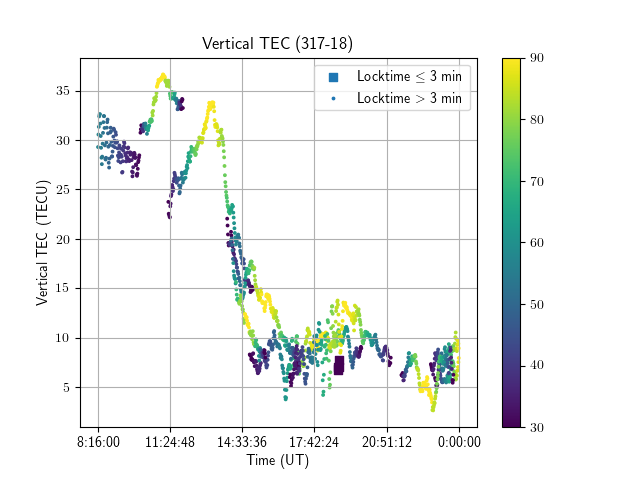 Vertical TEC (317-18)
Locktime ≤ 3 min
Locktime > 3 min
Vertical TEC (TECU)
35
30
25
20
15
10
5
8:16:00 11:24:48 14:33:36 17:42:24 20:51:12 0:00:00
Time (UT)
90
80
70
60
50
40
30